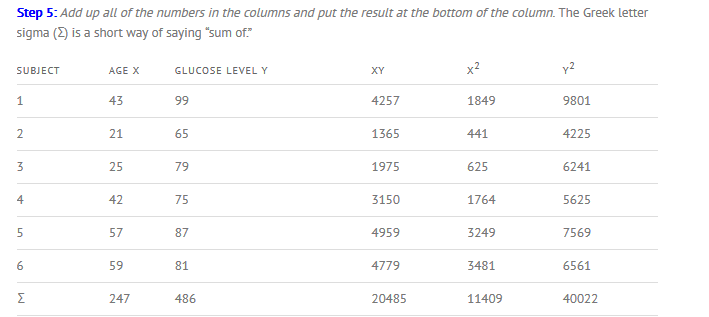 Step 5: Add up all of the numbers in the columns and put the result at the bottom of the column. The Greek letter
sigma (Σ) is a short way of saying “sum of.”
SUBJECT AGE X GLUCOSE LEVEL Y XY X² Y²
1 43 99 4257 1849 9801
2 21 65 1365 441 4225
3 25 79 1975 625 6241
4 42 75 3150 1764 5625
5 57 87 4959 3249 7569
6 59 81 4779 3481 6561
Σ 247 486 20485 11409 40022